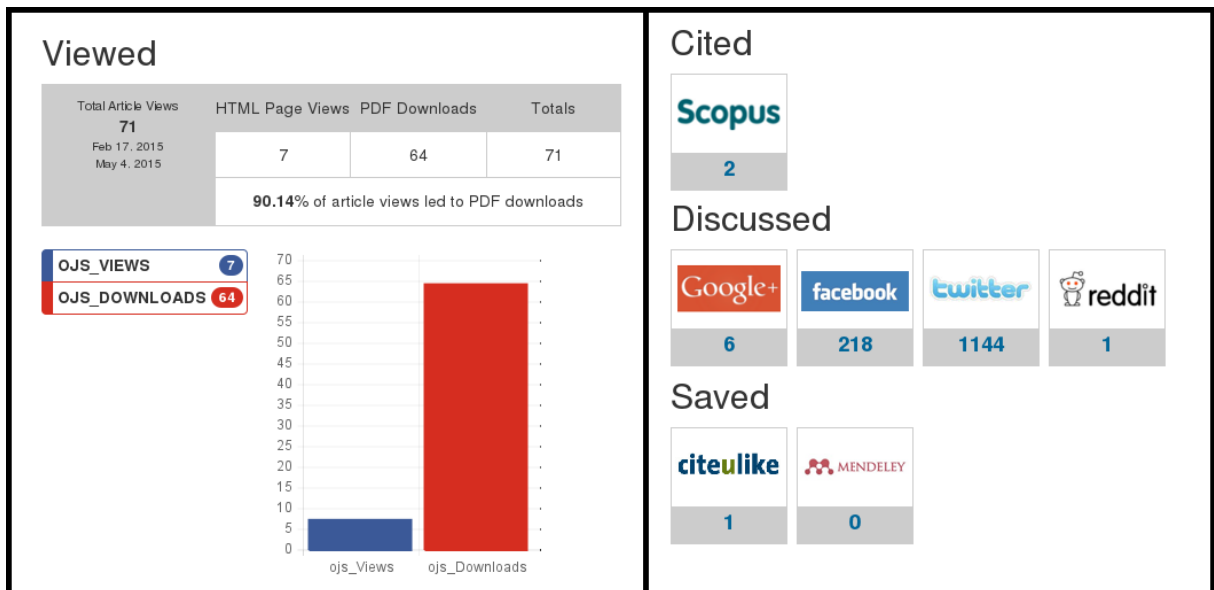 Viewed
Total Article Views
71
Feb 17, 2015
May 4, 2015
HTML Page Views PDF Downloads Totals
7 64 71
90.14% of article views led to PDF downloads
OJS_VIEWS 7
OJS_DOWNLOADS 64
70
65
60
55
50
45
40
35
30
25
20
15
10
5
0
ojs_Views ojs_Downloads
Cited
Scopus
2
Discussed
Google+ facebook twitter reddit
6 218 1144 1
Saved
citeulike MENDELEY
1 0